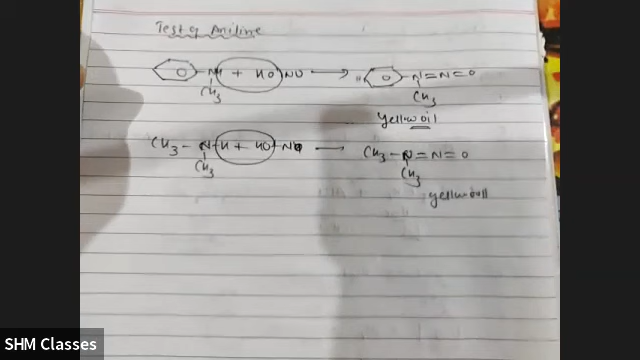 Test of Aniline
N H + HO NO → N = N = O
CH3 CH3
yellow oil
CH3 - N - H + HO - NO → CH3 - N = N = O
CH3 CH3
yellow oil
SHM Classes